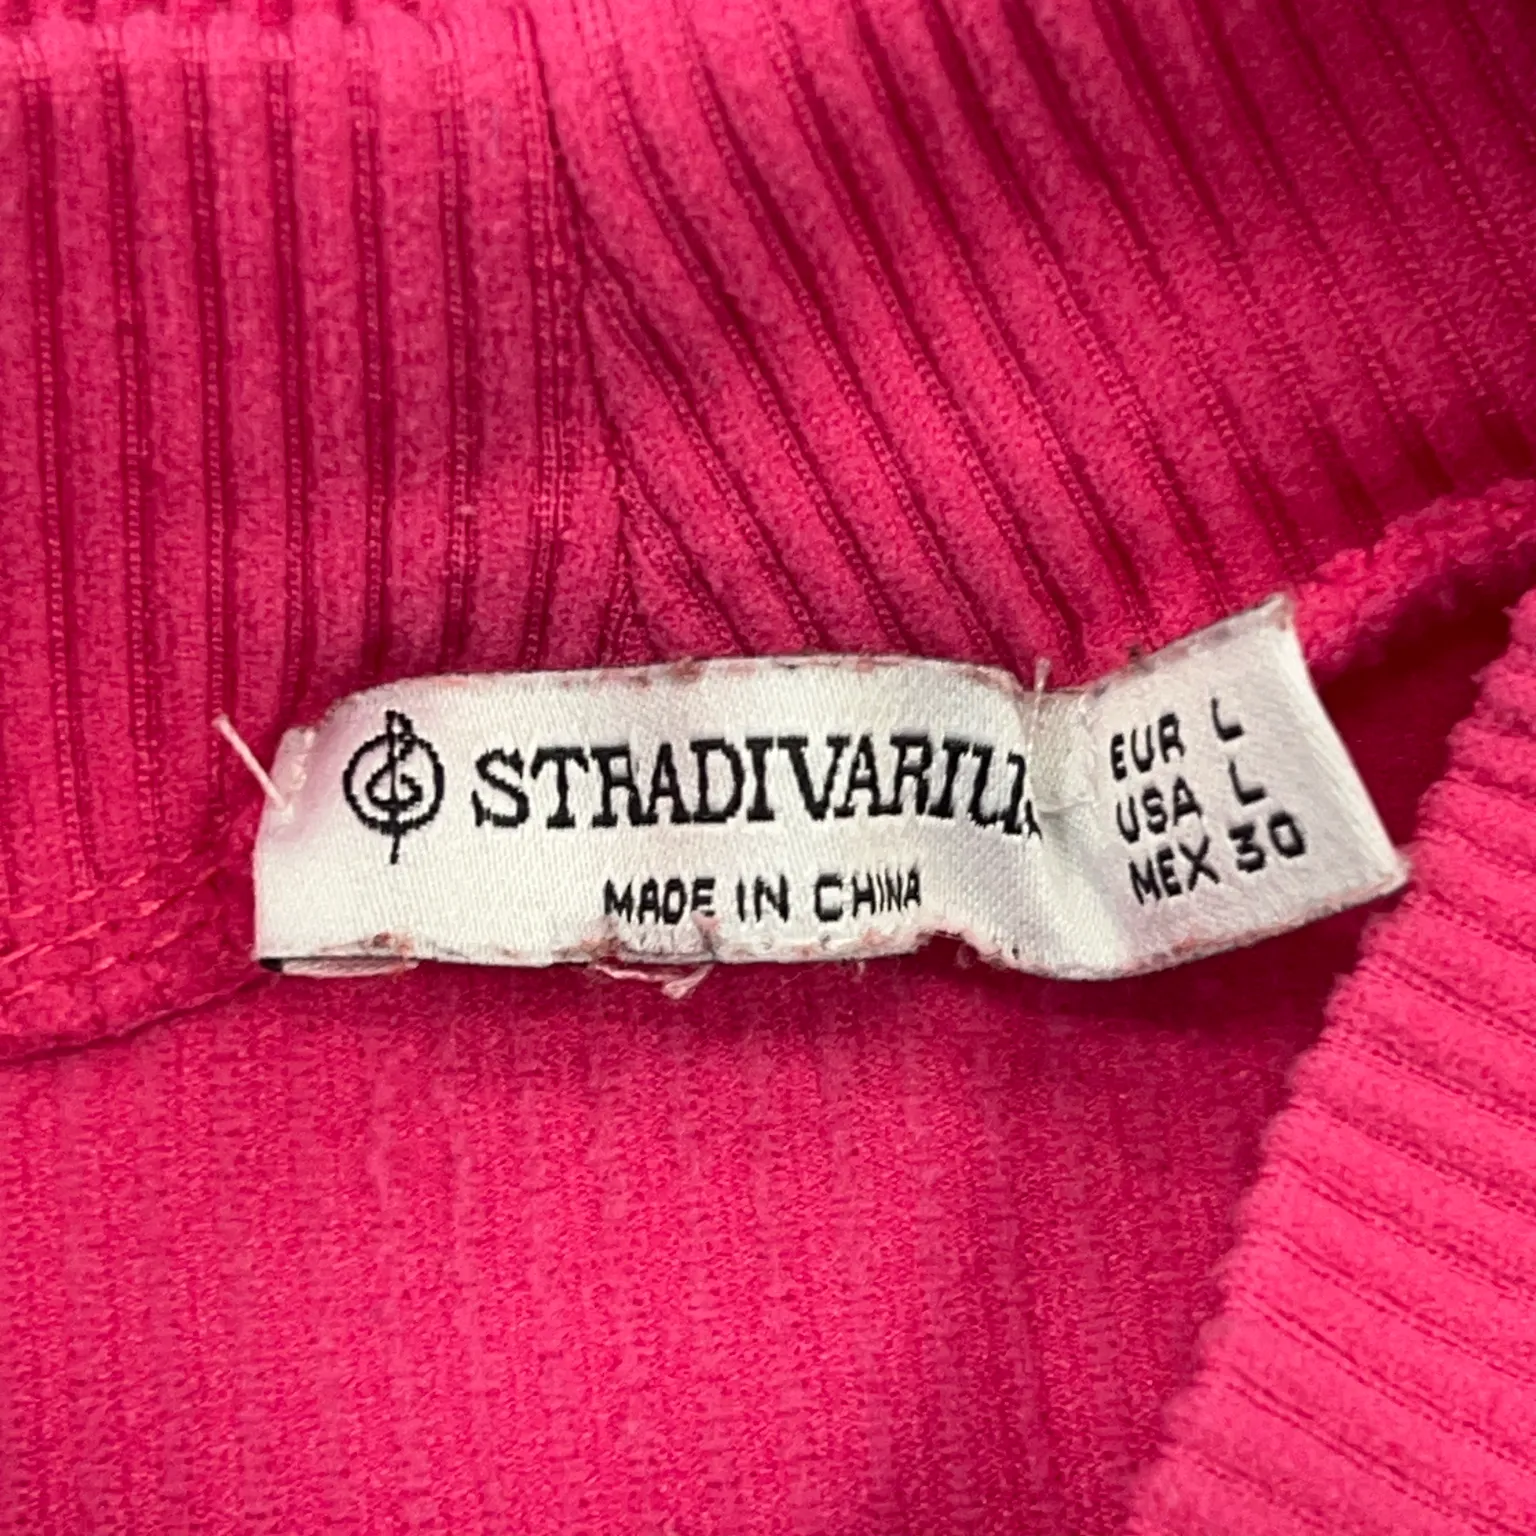 STRADIVARIUS
MADE IN CHINA
EUR L
USA L
MEX 30